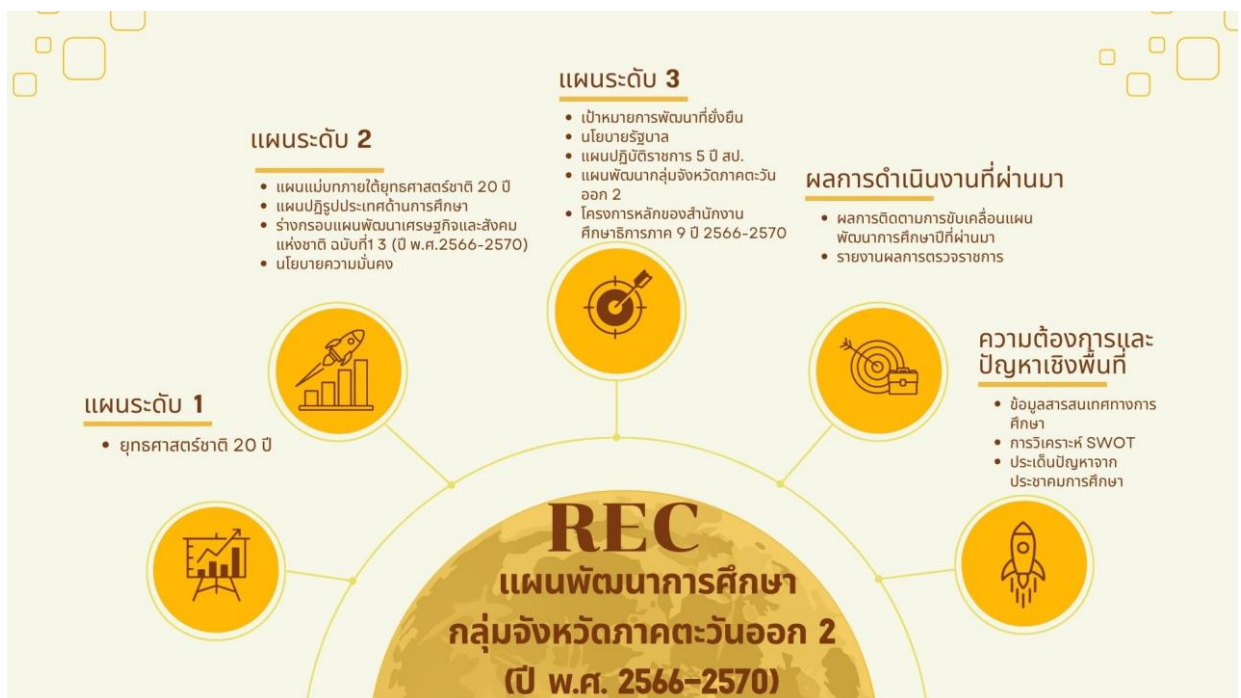 แผนระดับ 1
• ยุทธศาสตร์ชาติ 20 ปี
แผนระดับ 2
• แผนแม่บทภายใต้ยุทธศาสตร์ชาติ 20 ปี
• แผนปฏิรูปประเทศด้านการศึกษา
• ร่างกรอบแผนพัฒนาเศรษฐกิจและสังคม
แห่งชาติ ฉบับที่1 3 (ปี พ.ศ.2566-2570)
• นโยบายความมั่นคง
แผนระดับ 3
• เป้าหมายการพัฒนาที่ยั่งยืน
• นโยบายรัฐบาล
• แผนปฏิบัติราชการ 5 ปี สป.
• แผนพัฒนากลุ่มจังหวัดภาคตะวัน
ออก 2
• โครงการหลักของสำนักงาน
ศึกษาธิการภาค 9 ปี 2566-2570
ผลการดำเนินงานที่ผ่านมา
• ผลการติดตามการขับเคลื่อนแผน
พัฒนาการศึกษาปีที่ผ่านมา
• รายงานผลการตรวจราชการ
ความต้องการและ
ปัญหาเชิงพื้นที่
• ข้อมูลสารสนเทศทางการ
ศึกษา
• การวิเคราะห์ SWOT
• ประเด็นปัญหาจาก
ประชาคมการศึกษา
REC
แผนพัฒนาการศึกษา
กลุ่มจังหวัดภาคตะวันออก 2
(ปี พ.ศ. 2566-2570)